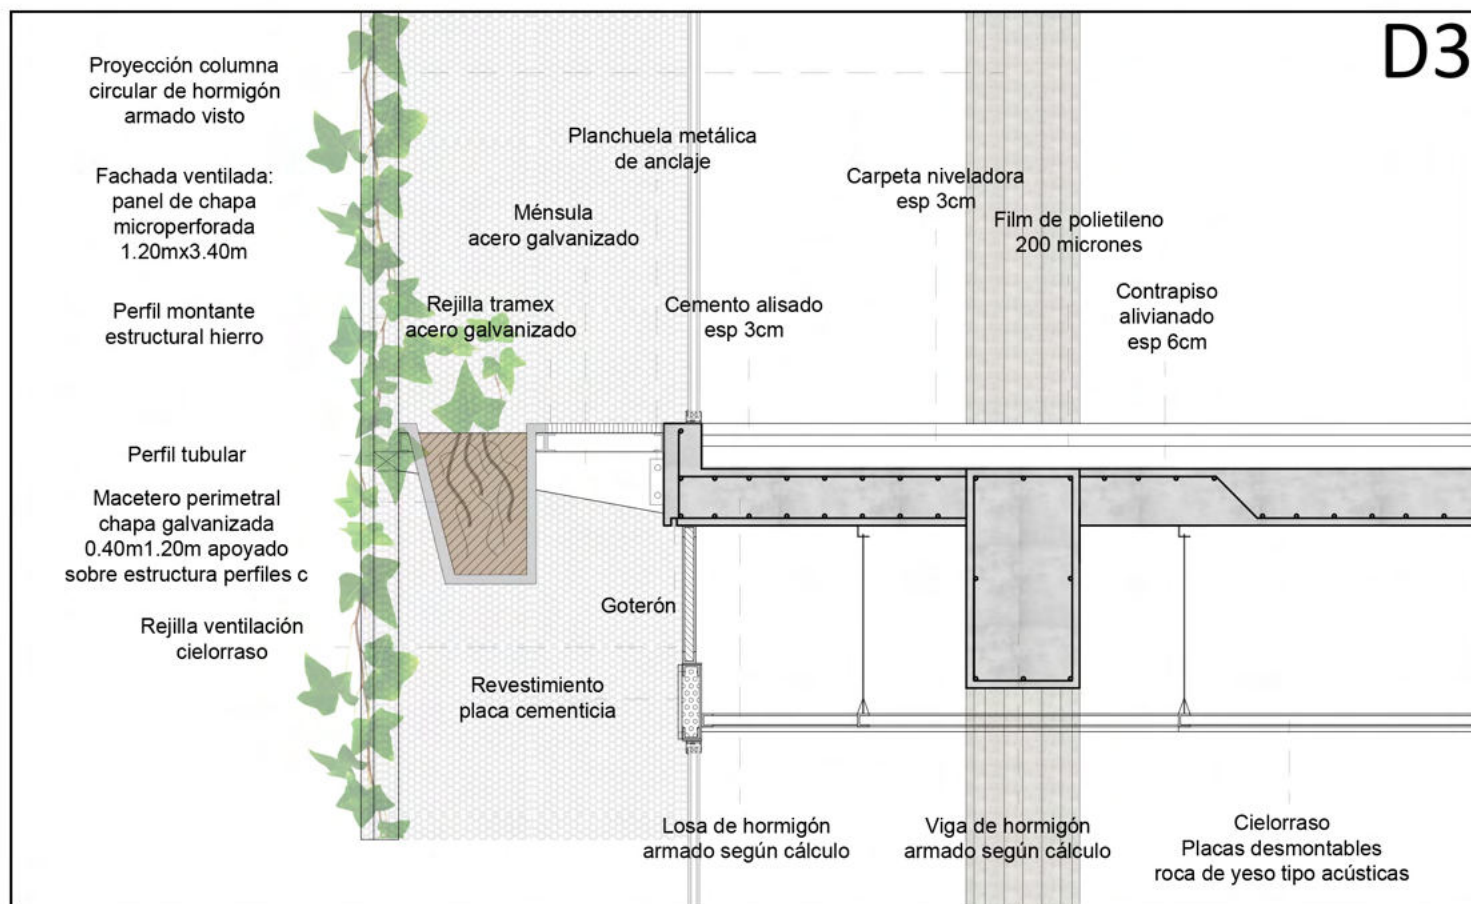 D3
Proyección columna
circular de hormigón
armado visto
Fachada ventilada:
panel de chapa
microperforada
1.20mx3.40m
Perfil montante
estructural hierro
Perfil tubular
Macetero perimetral
chapa galvanizada
0.40m1.20m apoyado
sobre estructura perfiles c
Rejilla ventilación
cielorraso
Planchuela metálica
de anclaje
Ménsula
acero galvanizado
Rejilla tramex
acero galvanizado
Cemento alisado
esp 3cm
Carpeta niveladora
esp 3cm
Film de polietileno
200 micrones
Contrapiso
alivianado
esp 6cm
Goterón
Revestimiento
placa cementicia
Losa de hormigón
armado según cálculo
Viga de hormigón
armado según cálculo
Cielorraso
Placas desmontables
roca de yeso tipo acústicas